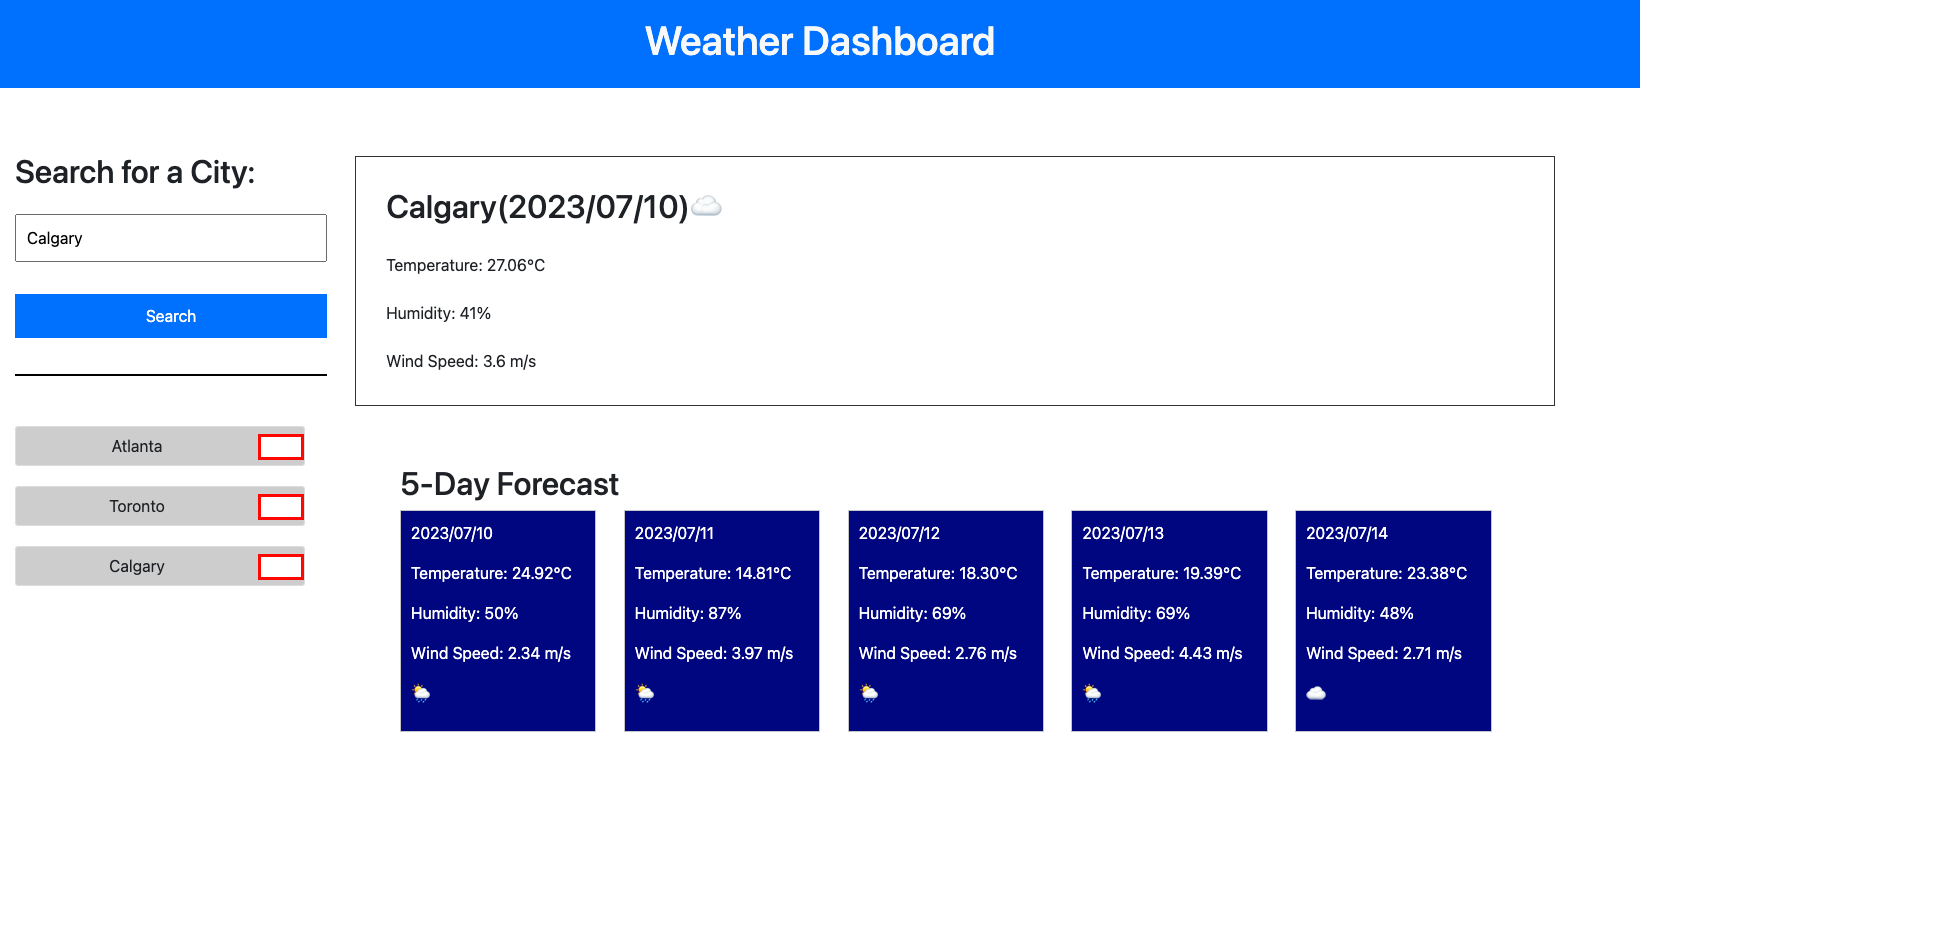 Weather Dashboard
Search for a City:
Calgary
Search
Atlanta
Toronto
Calgary
Calgary(2023/07/10)☁️
Temperature: 27.06°C
Humidity: 41%
Wind Speed: 3.6 m/s
5-Day Forecast
2023/07/10
Temperature: 24.92°C
Humidity: 50%
Wind Speed: 2.34 m/s
🌦️
2023/07/11
Temperature: 14.81°C
Humidity: 87%
Wind Speed: 3.97 m/s
🌦️
2023/07/12
Temperature: 18.30°C
Humidity: 69%
Wind Speed: 2.76 m/s
🌦️
2023/07/13
Temperature: 19.39°C
Humidity: 69%
Wind Speed: 4.43 m/s
🌦️
2023/07/14
Temperature: 23.38°C
Humidity: 48%
Wind Speed: 2.71 m/s
☁️